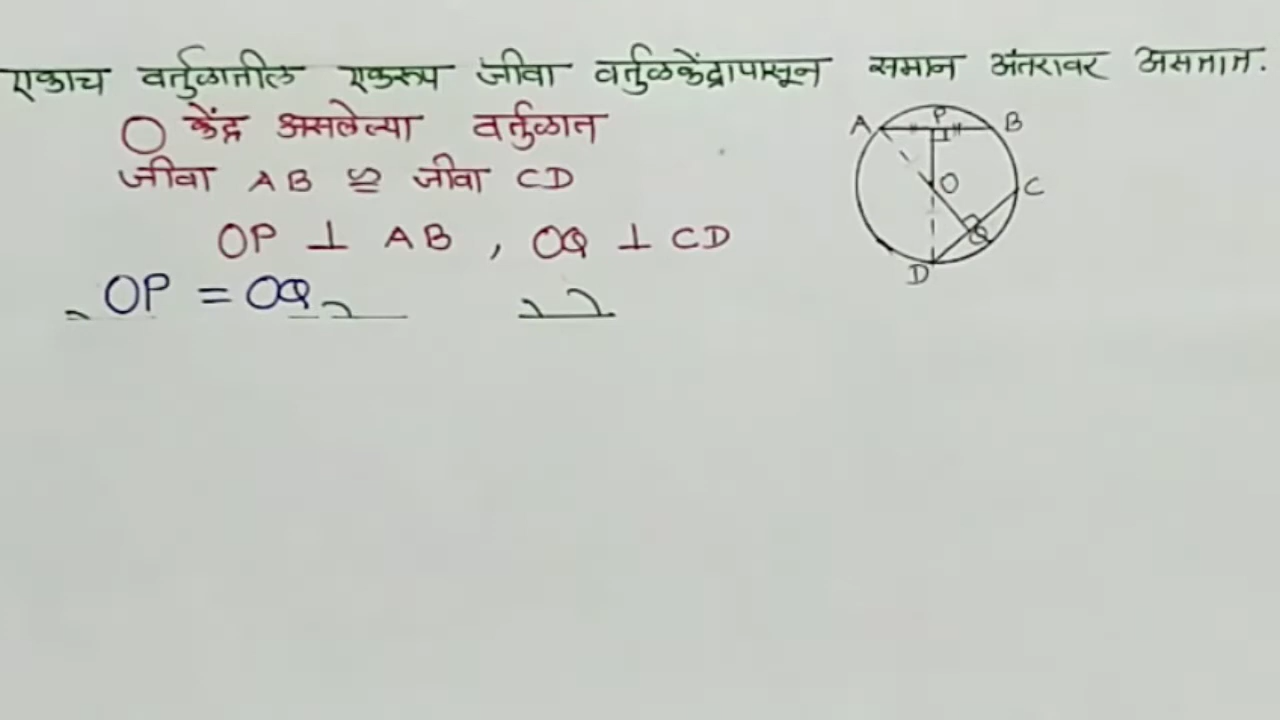 एकाच वर्तुळातील एकरूप जीवा वर्तुळकेंद्रापासून समान अंतरावर असतात.
O केंद्र असलेल्या वर्तुळात
जीवा AB ≅ जीवा CD
OP ⊥ AB , OQ ⊥ CD
OP = OQ
A P B
O C
Q
D